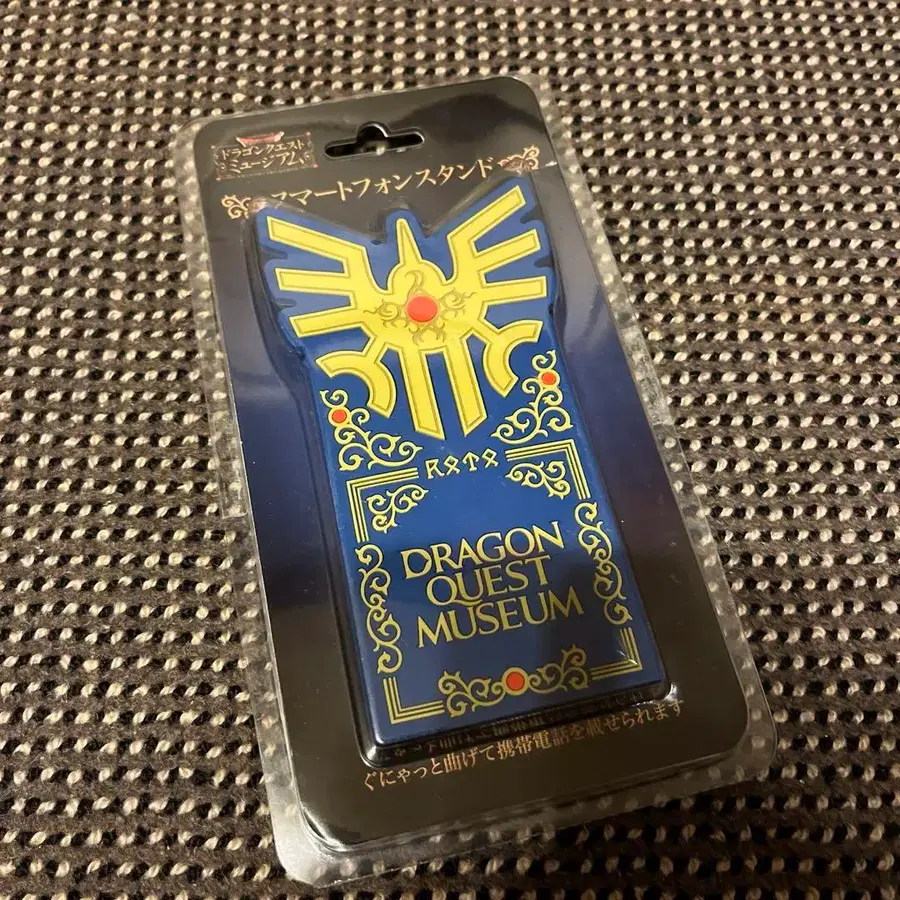 ドラゴンクエスト
ミュージアム
スマートフォンスタンド
ROTO
DRAGON
QUEST
MUSEUM
ぐにゃっと曲げて携帯電話を載せられます